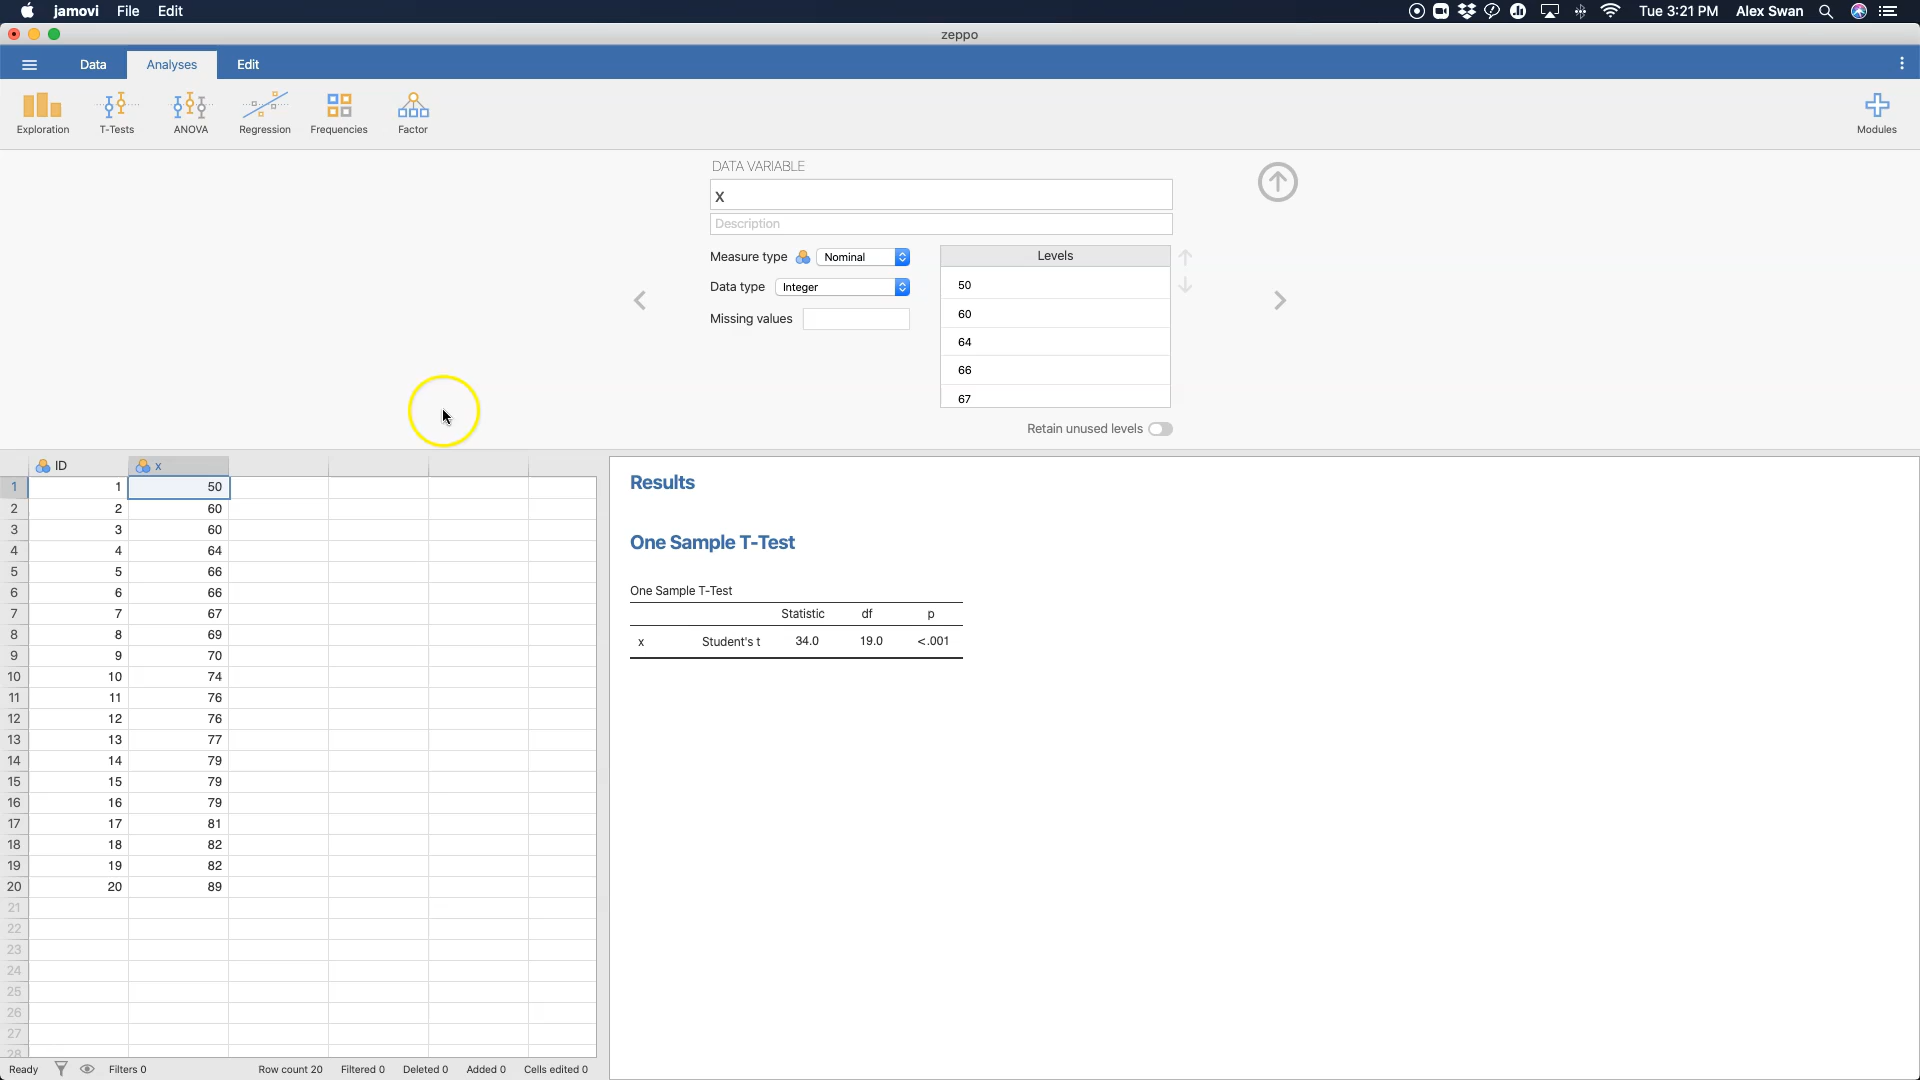 jamovi File Edit Tue 3:21 PM Alex Swan
zeppo
Data Analyses Edit
Exploration T-Tests ANOVA Regression Frequencies Factor Modules
DATA VARIABLE
x
Description
Measure type Nominal
Data type Integer
Missing values
Levels
50
60
64
66
67
Retain unused levels
ID x
1 1 50
2 2 60
3 3 60
4 4 64
5 5 66
6 6 66
7 7 67
8 8 69
9 9 70
10 10 74
11 11 76
12 12 76
13 13 77
14 14 79
15 15 79
16 16 79
17 17 81
18 18 82
19 19 82
20 20 89
21
22
23
24
25
26
27
28
Results
One Sample T-Test
One Sample T-Test
Statistic df p
x Student's t 34.0 19.0 <.001
Ready Filters 0 Row count 20 Filtered 0 Deleted 0 Added 0 Cells edited 0